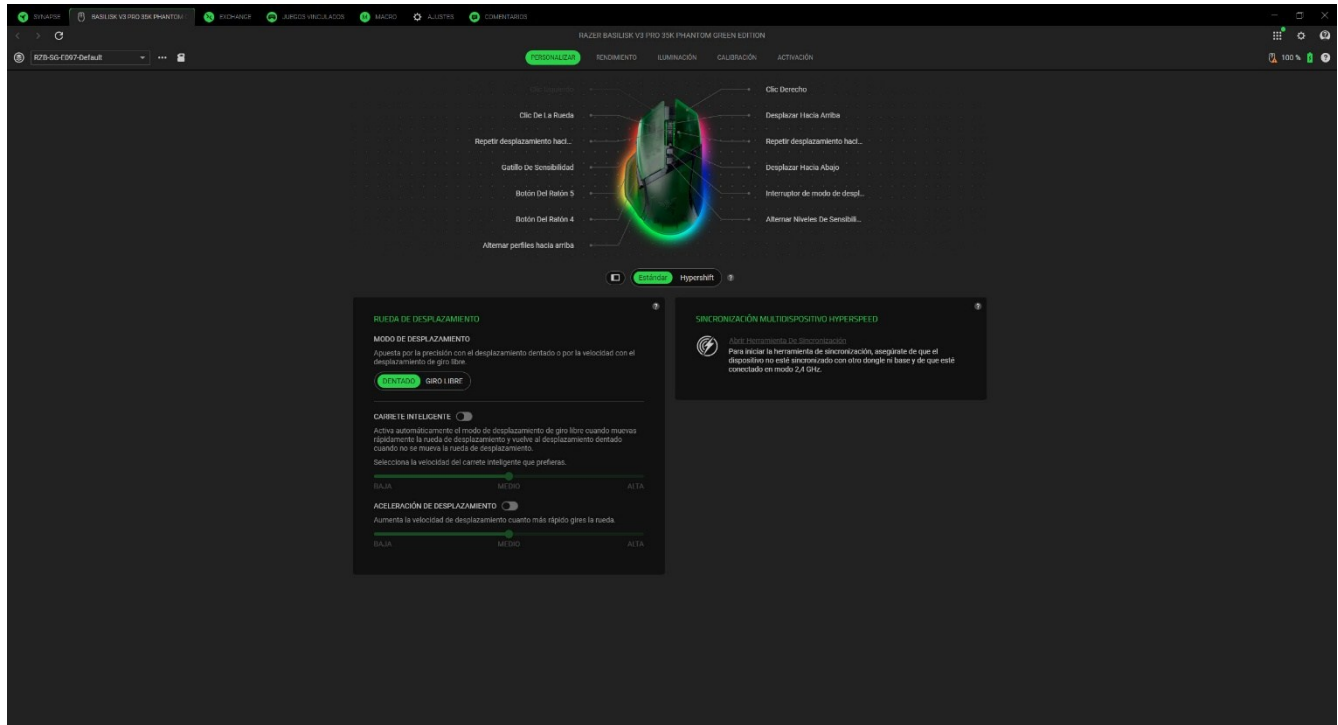 SYNAPSE
BASILISK V3 PRO 35K PHANTOM
EXCHANGE
JUEGOS VINCULADOS
MACRO
AJUSTES
COMENTARIOS
RAZER BASILISK V3 PRO 35K PHANTOM GREEN EDITION
RZB-SG-E097-Default
PERSONALIZAR
RENDIMIENTO
ILUMINACIÓN
CALIBRACIÓN
ACTIVACIÓN
100 %
Clic Izquierdo
Clic Derecho
Clic De La Rueda
Desplazar Hacia Arriba
Repetir desplazamiento haci...
Repetir desplazamiento haci...
Gatillo De Sensibilidad
Desplazar Hacia Abajo
Botón Del Ratón 5
Interruptor de modo de despl...
Botón Del Ratón 4
Alternar Niveles De Sensibili...
Alternar perfiles hacia arriba
Estándar
Hypershift
RUEDA DE DESPLAZAMIENTO
MODO DE DESPLAZAMIENTO
Apuesta por la precisión con el desplazamiento dentado o por la velocidad con el
desplazamiento de giro libre.
DENTADO
GIRO LIBRE
CARRETE INTELIGENTE
Activa automáticamente el modo de desplazamiento de giro libre cuando muevas
rápidamente la rueda de desplazamiento y vuelve al desplazamiento dentado
cuando no se mueva la rueda de desplazamiento.
Selecciona la velocidad del carrete inteligente que prefieras.
BAJA
MEDIO
ALTA
ACELERACIÓN DE DESPLAZAMIENTO
Aumenta la velocidad de desplazamiento cuanto más rápido gires la rueda.
BAJA
MEDIO
ALTA
SINCRONIZACIÓN MULTIDISPOSITIVO HYPERSPEED
Abrir Herramienta De Sincronización
Para iniciar la herramienta de sincronización, asegúrate de que el
dispositivo no esté sincronizado con otro dongle ni base y de que esté
conectado en modo 2,4 GHz.